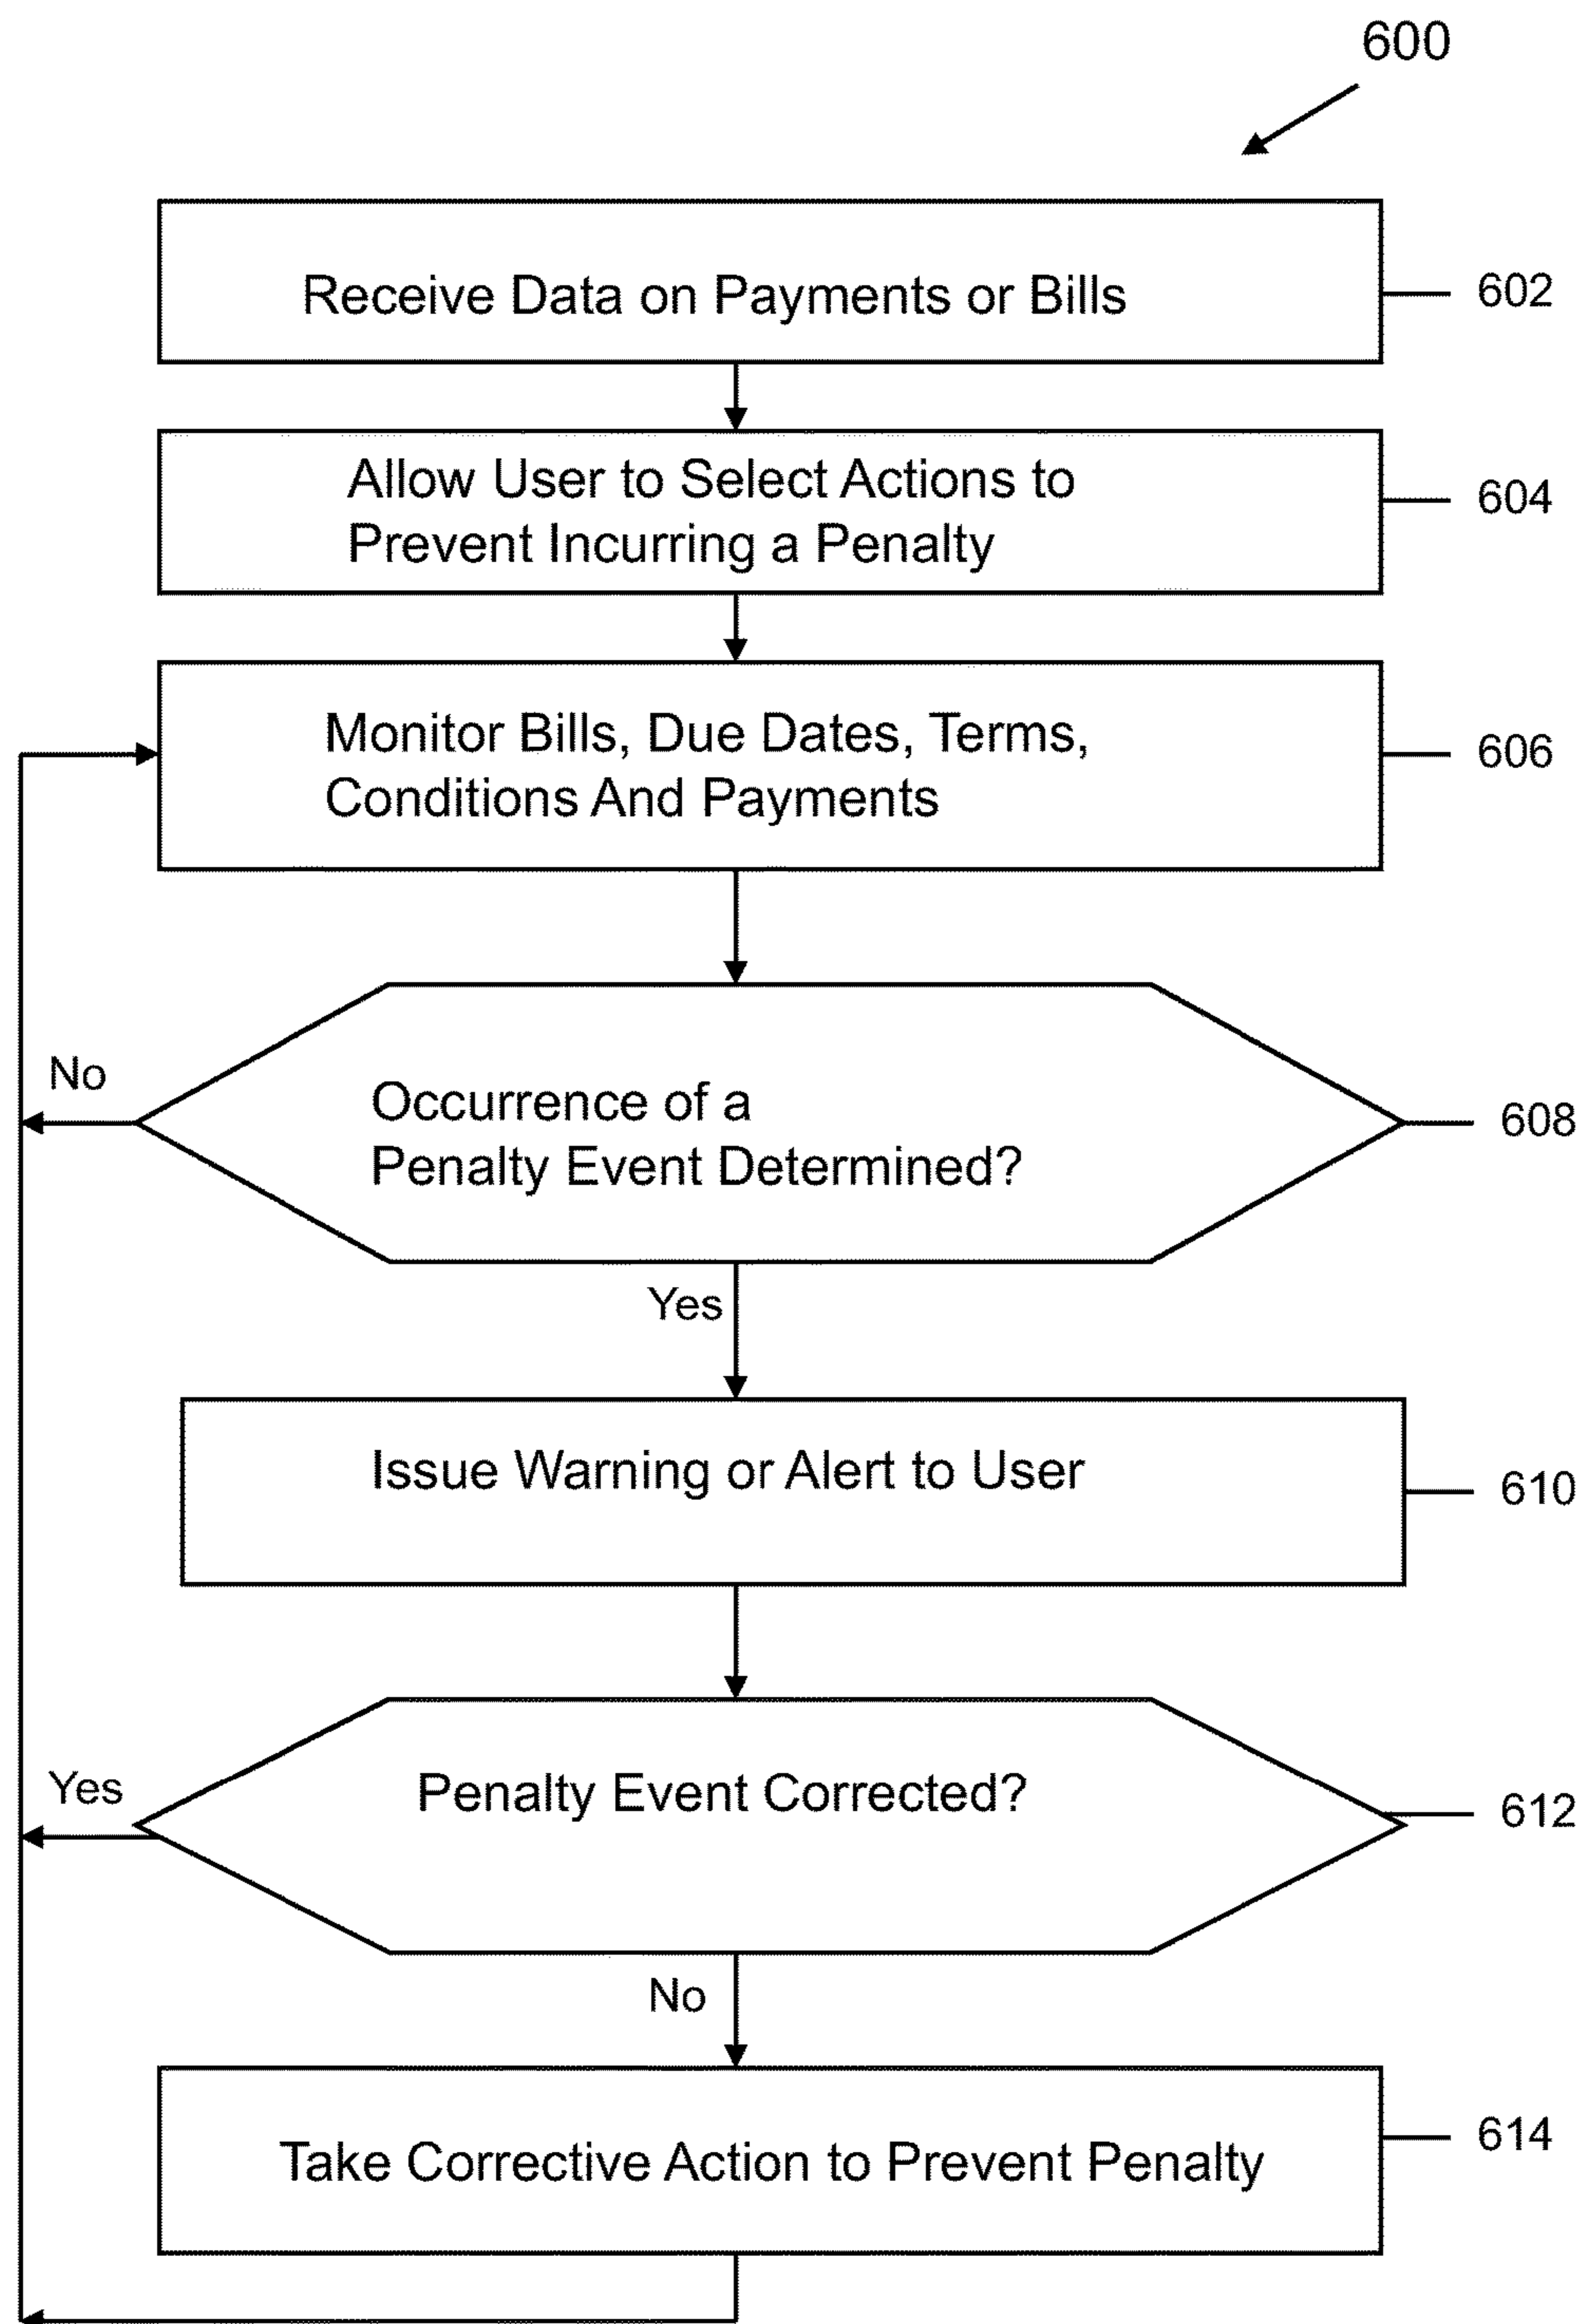 600
Receive Data on Payments or Bills
602
Allow User to Select Actions to
Prevent Incurring a Penalty
604
Monitor Bills, Due Dates, Terms,
Conditions And Payments
606
No
Occurrence of a
Penalty Event Determined?
608
Yes
Issue Warning or Alert to User
610
Yes
Penalty Event Corrected?
612
No
Take Corrective Action to Prevent Penalty
614